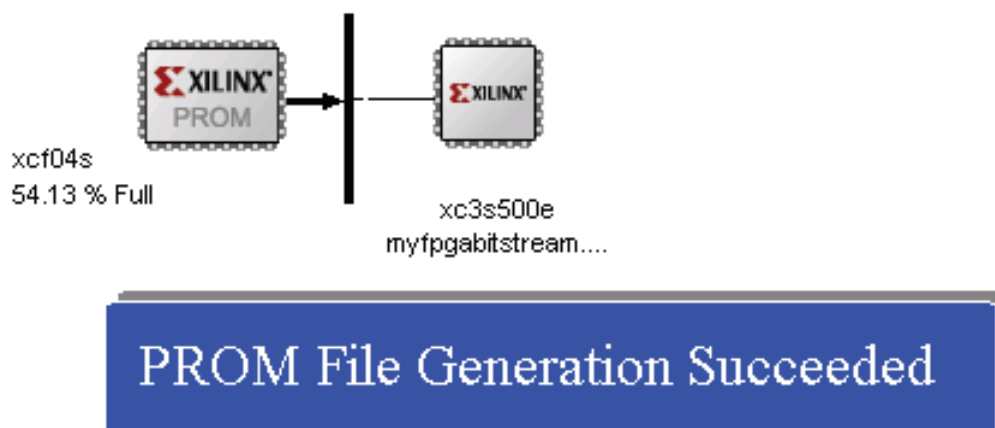 XILINX
PROM
XILINX
xcf04s
54.13 % Full
xc3s500e
myfpgabitstream....
PROM File Generation Succeeded